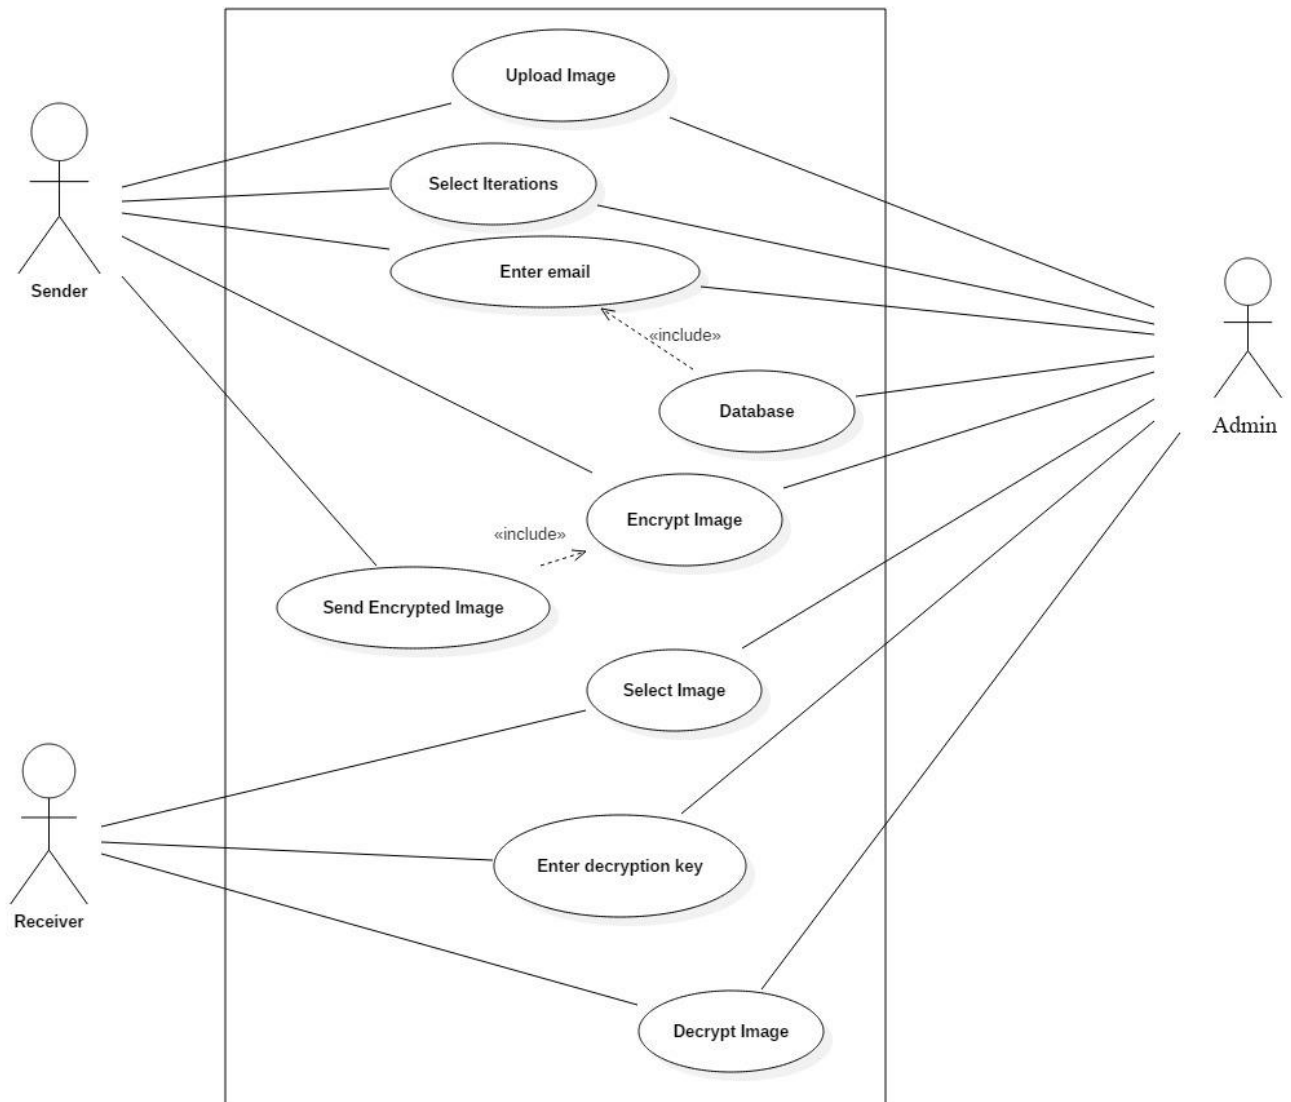 Upload Image
Select Iterations
Enter email
Sender
«include»
Database
Admin
Encrypt Image
«include»
Send Encrypted Image
Select Image
Enter decryption key
Receiver
Decrypt Image